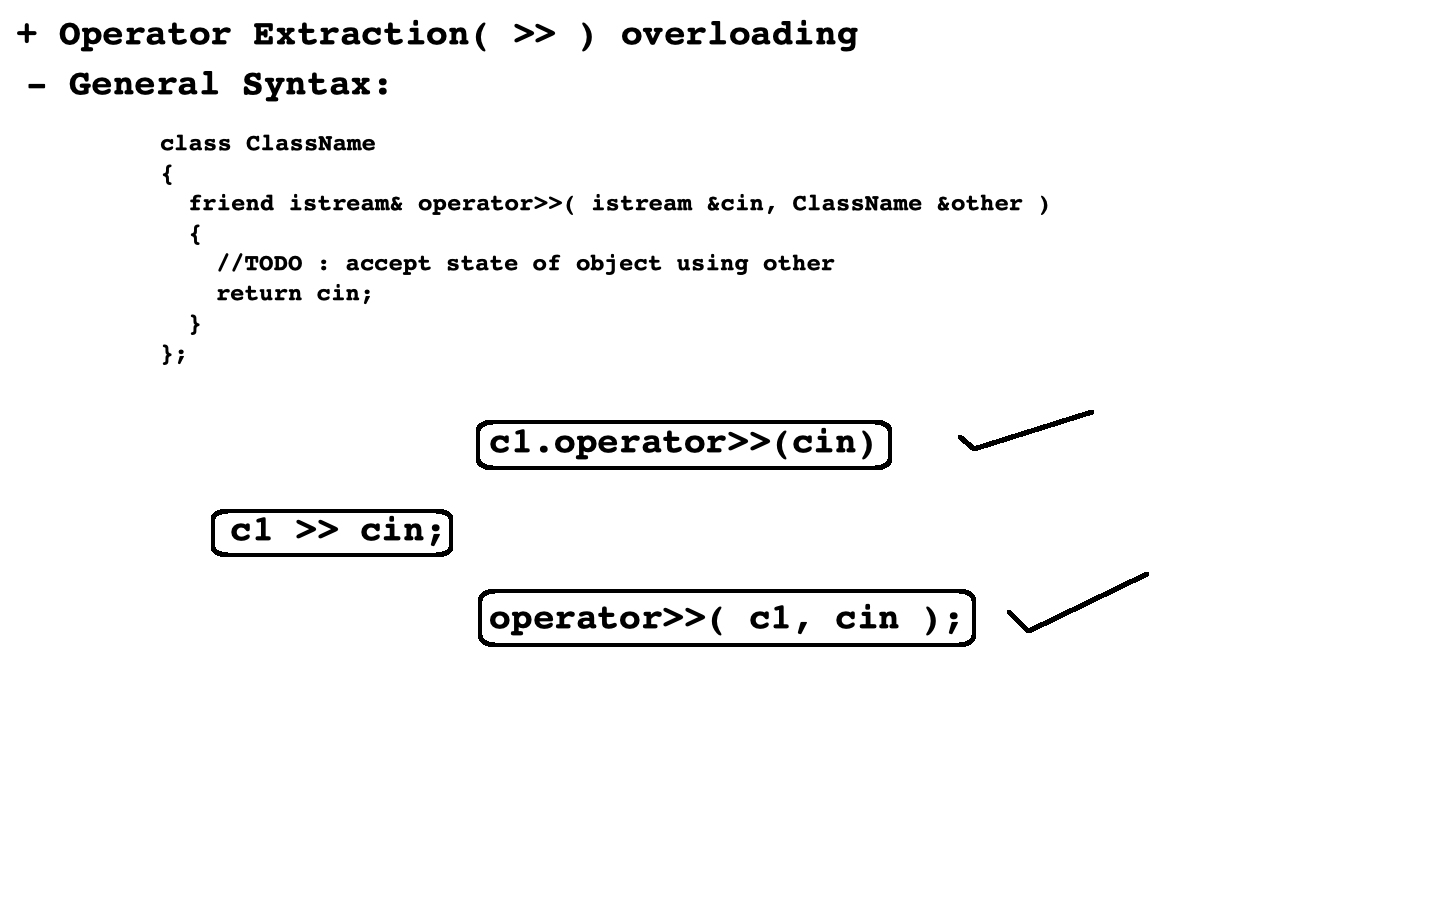 + Operator Extraction( >> ) overloading
- General Syntax:
class ClassName
{
friend istream& operator>>( istream &cin, ClassName &other )
{
//TODO : accept state of object using other
return cin;
}
};
c1.operator>>(cin)
c1 >> cin;
operator>>( c1, cin );